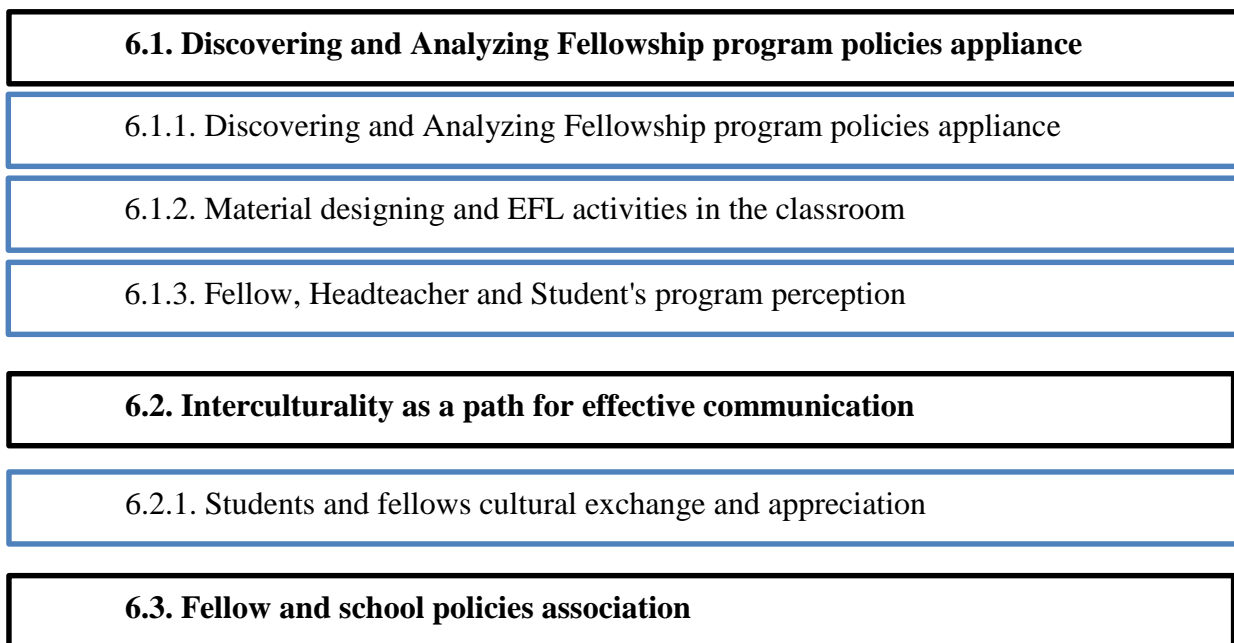 6.1. Discovering and Analyzing Fellowship program policies appliance
6.1.1. Discovering and Analyzing Fellowship program policies appliance
6.1.2. Material designing and EFL activities in the classroom
6.1.3. Fellow, Headteacher and Student's program perception
6.2. Interculturality as a path for effective communication
6.2.1. Students and fellows cultural exchange and appreciation
6.3. Fellow and school policies association